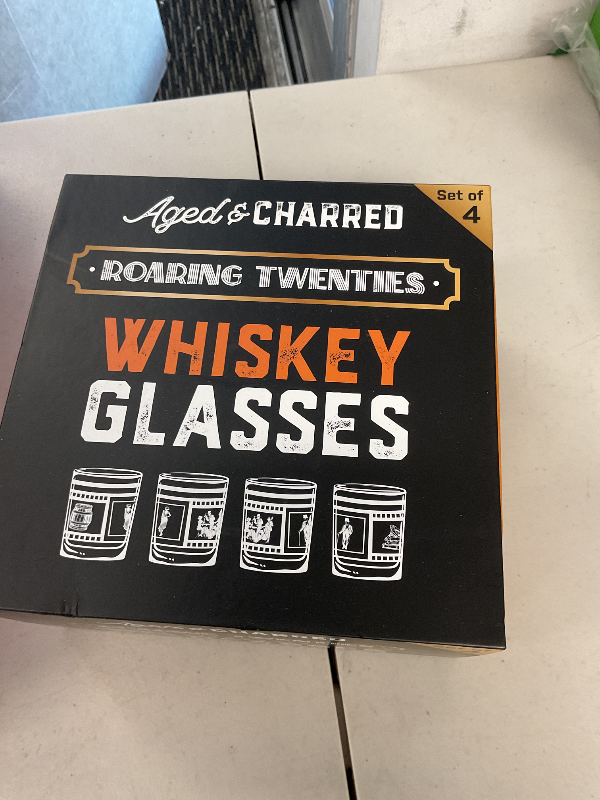 Set of
4
Aged & CHARRED
• ROARING TWENTIES •
WHISKEY
GLASSES